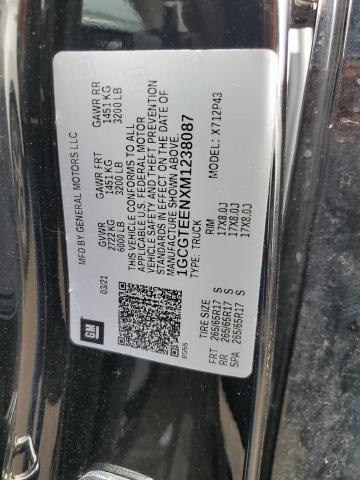 MFD BY GENERAL MOTORS LLC
03/21
GVWR GAWR FRT GAWR RR
2722 KG 1451 KG 1451 KG
6000 LB 3200 LB 3200 LB
THIS VEHICLE CONFORMS TO ALL
APPLICABLE U.S. FEDERAL MOTOR
VEHICLE SAFETY AND THEFT PREVENTION
STANDARDS IN EFFECT ON THE DATE OF
MANUFACTURE SHOWN ABOVE.
1GCGTEENXM1238087
TYPE: TRUCK MODEL: X712P43
GM
8555
TIRE SIZE RIM
FRT 265/65R17 S 17X8.0J
RR 265/65R17 S 17X8.0J
SPA 265/65R17 S 17X8.0J